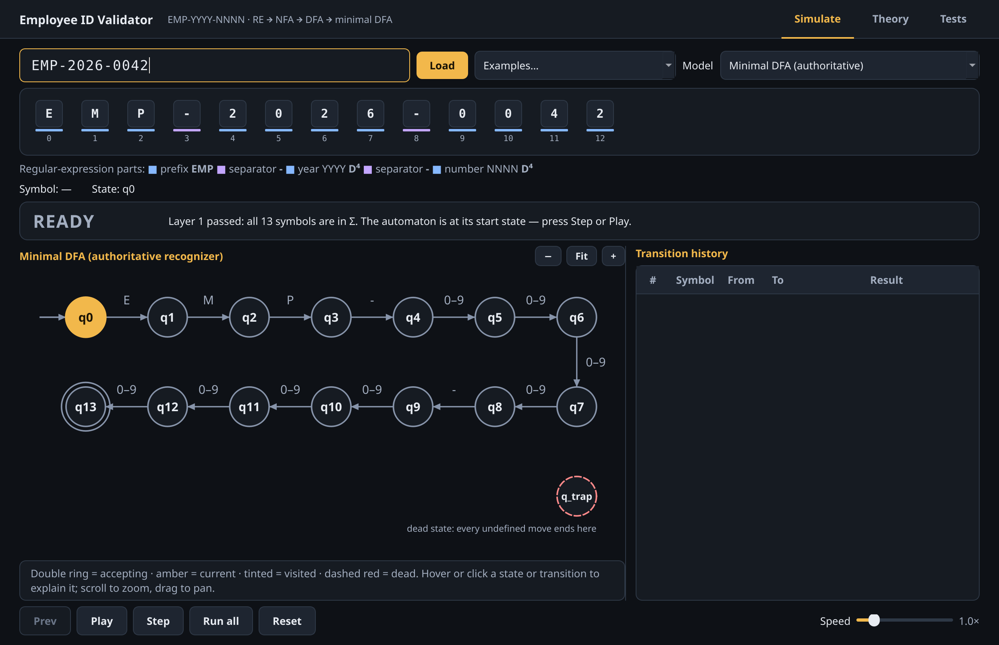 Employee ID Validator EMP-YYYY-NNNN · RE → NFA → DFA → minimal DFA Simulate Theory Tests
EMP-2026-0042 Load Examples... Model Minimal DFA (authoritative)
E M P - 2 0 2 6 - 0 0 4 2
0 1 2 3 4 5 6 7 8 9 10 11 12
Regular-expression parts: prefix EMP separator - year YYYY D⁴ separator - number NNNN D⁴
Symbol: — State: q0
READY Layer 1 passed: all 13 symbols are in Σ. The automaton is at its start state — press Step or Play.
Minimal DFA (authoritative recognizer) − Fit + Transition history
# Symbol From To Result
E M P - 0–9 0–9
q0 q1 q2 q3 q4 q5 q6
0–9
0–9 0–9 0–9 0–9 - 0–9
q13 q12 q11 q10 q9 q8 q7
q_trap
dead state: every undefined move ends here
Double ring = accepting · amber = current · tinted = visited · dashed red = dead. Hover or click a state or transition to
explain it; scroll to zoom, drag to pan.
Prev Play Step Run all Reset Speed 1.0×